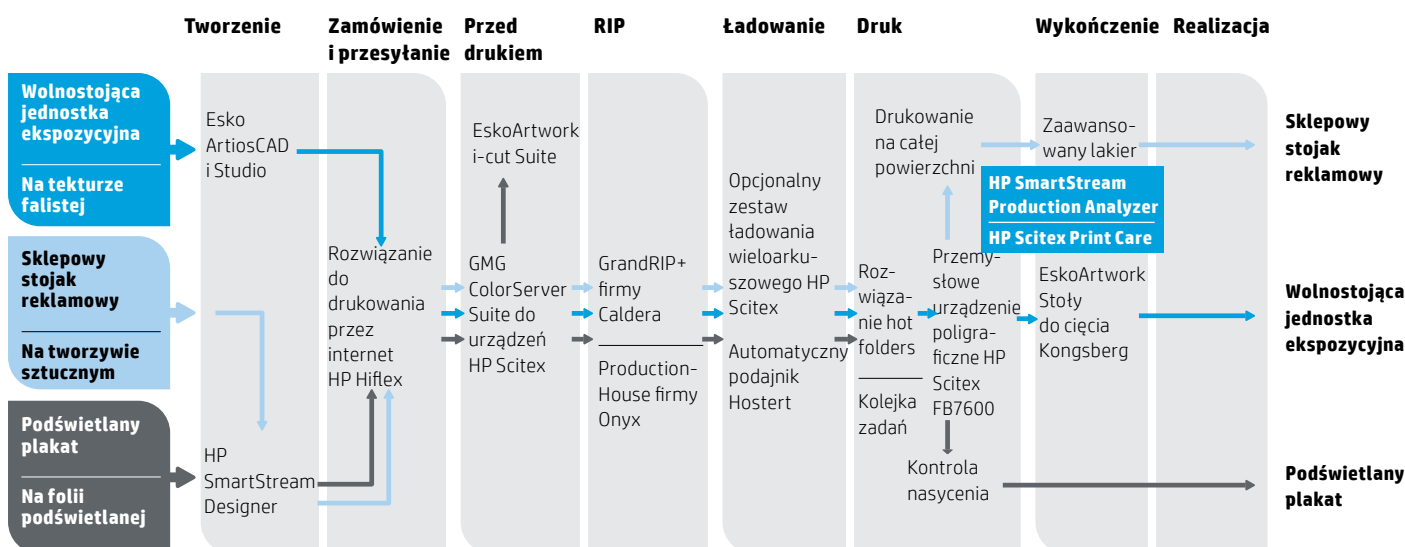 Tworzenie
Zamówienie
i przesyłanie
Przed
drukiem
RIP
Ładowanie
Druk
Wykończenie
Realizacja
Wolnostojąca
jednostka
ekspozycyjna
Na tekturze
falistej
Sklepowy
stojak
reklamowy
Na tworzywie
sztucznym
Podświetlany
plakat
Na folii
podświetlanej
Esko
ArtiosCAD
i Studio
HP
SmartStream
Designer
Rozwiązanie
do
drukowania
przez
internet
HP Hiflex
EskoArtwork
i-cut Suite
GMG
ColorServer
Suite do
urządzeń
HP Scitex
GrandRIP+
firmy
Caldera
Production-
House firmy
Onyx
Opcjonalny
zestaw
ładowania
wieloarku-
szowego HP
Scitex
Automatyczny
podajnik
Hostert
Drukowanie
na całej
powierzchni
Roz-
wiąza-
nie hot
folders
Kolejka
zadań
Przemy-
słowe
urządzenie
poligra-
ficzne HP
Scitex
FB7600
Kontrola
nasycenia
Zaawanso-
wany lakier
HP SmartStream
Production Analyzer
HP Scitex Print Care
EskoArtwork
Stoły
do cięcia
Kongsberg
Sklepowy
stojak
reklamowy
Wolnostojąca
jednostka
ekspozycyjna
Podświetlany
plakat